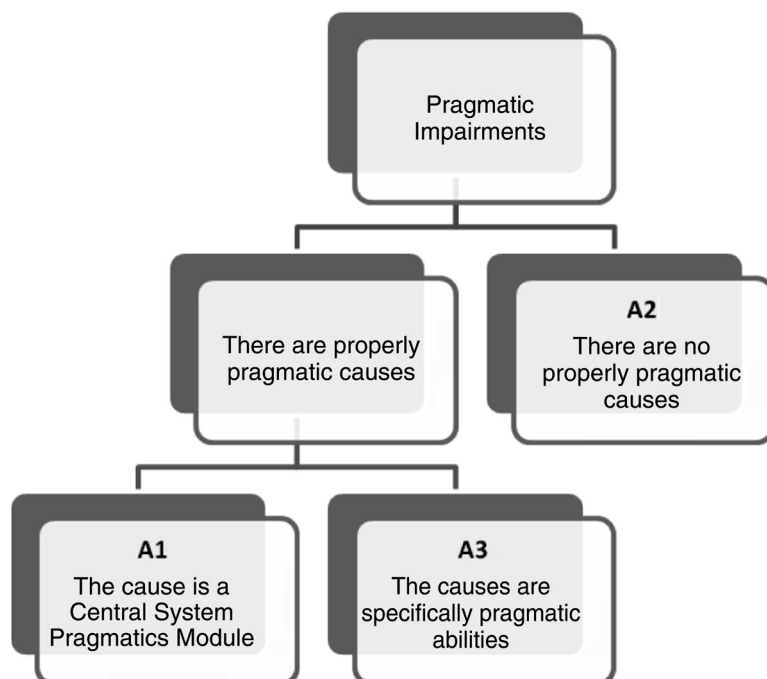 Pragmatic
Impairments
There are properly
pragmatic causes
A2
There are no
properly pragmatic
causes
A1
The cause is a
Central System
Pragmatics Module
A3
The causes are
specifically pragmatic
abilities